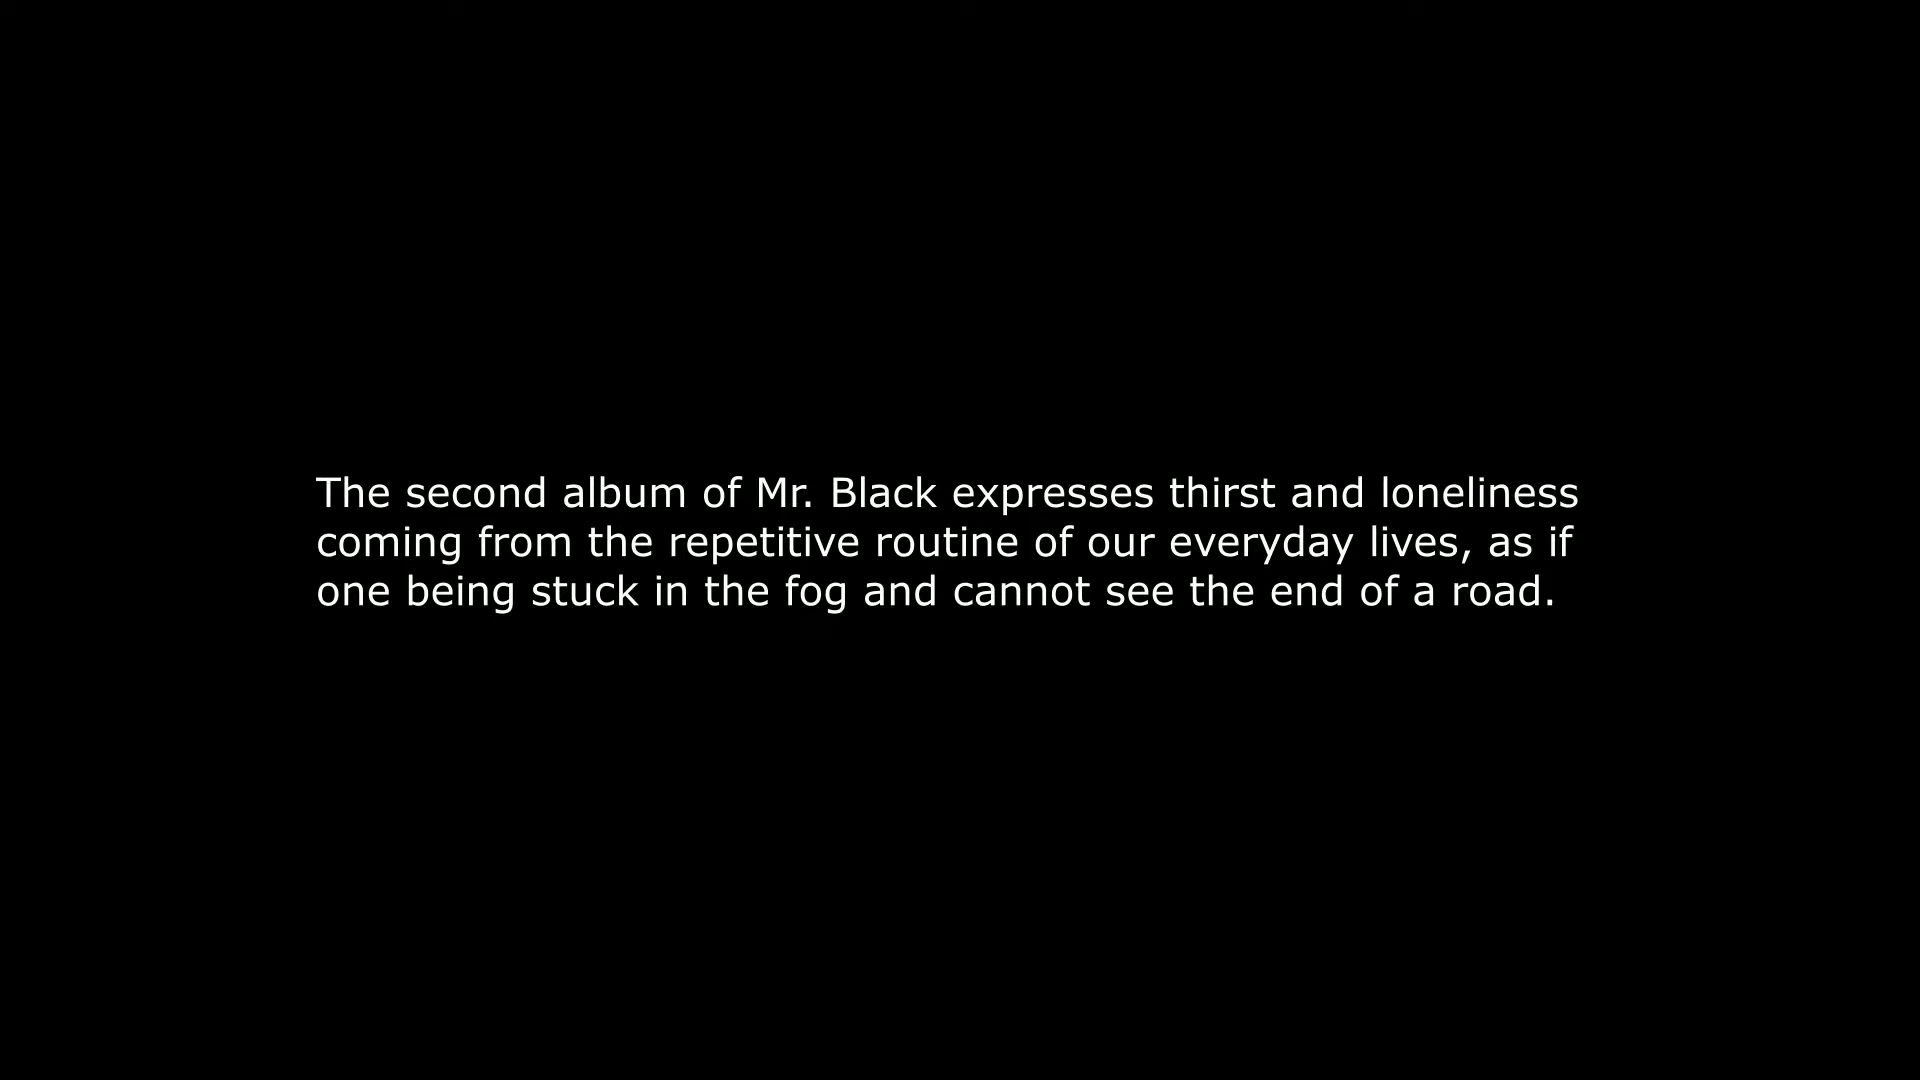 The second album of Mr. Black expresses thirst and loneliness
coming from the repetitive routine of our everyday lives, as if
one being stuck in the fog and cannot see the end of a road.